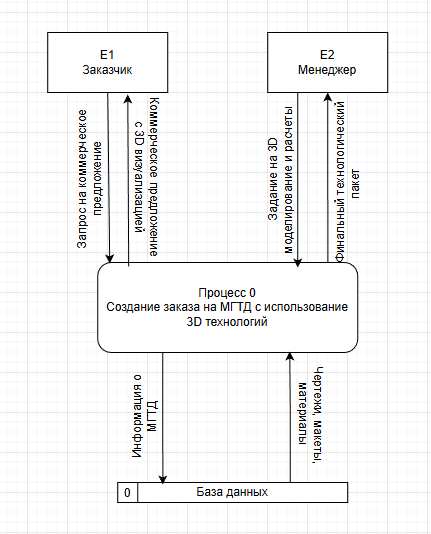 E1
Заказчик
E2
Менеджер
Запрос на коммерческое
предложение
Коммерческое предложение
с 3D визуализацией
Задание на 3D
моделирование и расчеты
Финальный технологический
пакет
Процесс 0
Создание заказа на МГТД с использование
3D технологий
Информация о
МГТД
Чертежи, макеты,
материалы
0
База данных